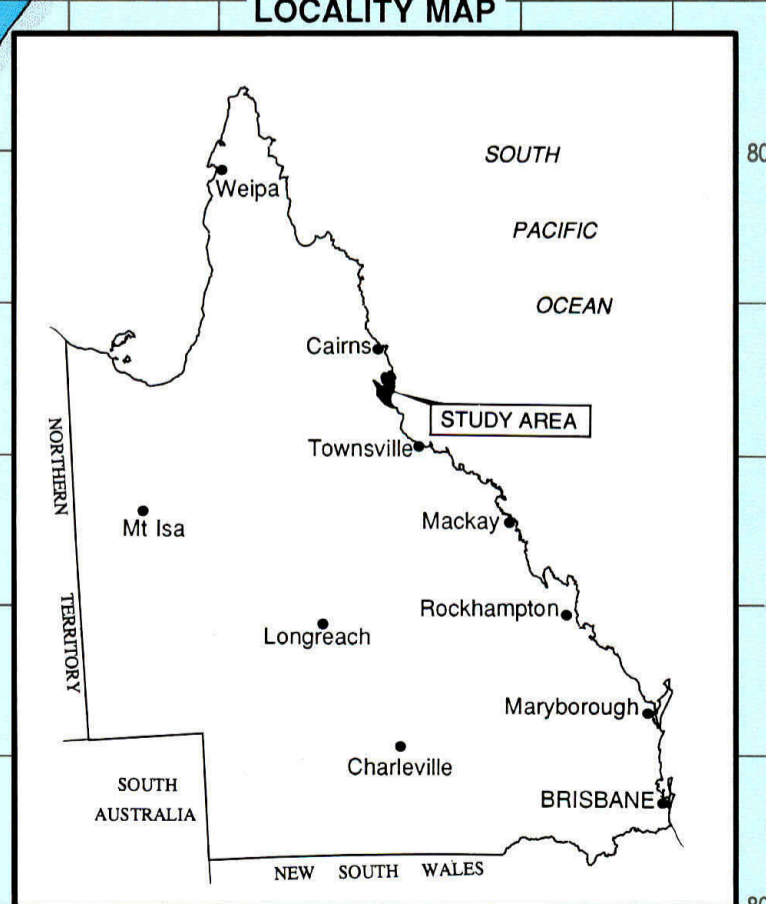 LOCALITY MAP
SOUTH
80
Weipa
PACIFIC
OCEAN
Cairns
STUDY AREA
Townsville
NORTHERN
Mt Isa
Mackay
TERRITORY
Rockhampton
Longreach
Maryborough
Charleville
SOUTH
AUSTRALIA
BRISBANE
NEW SOUTH WALES